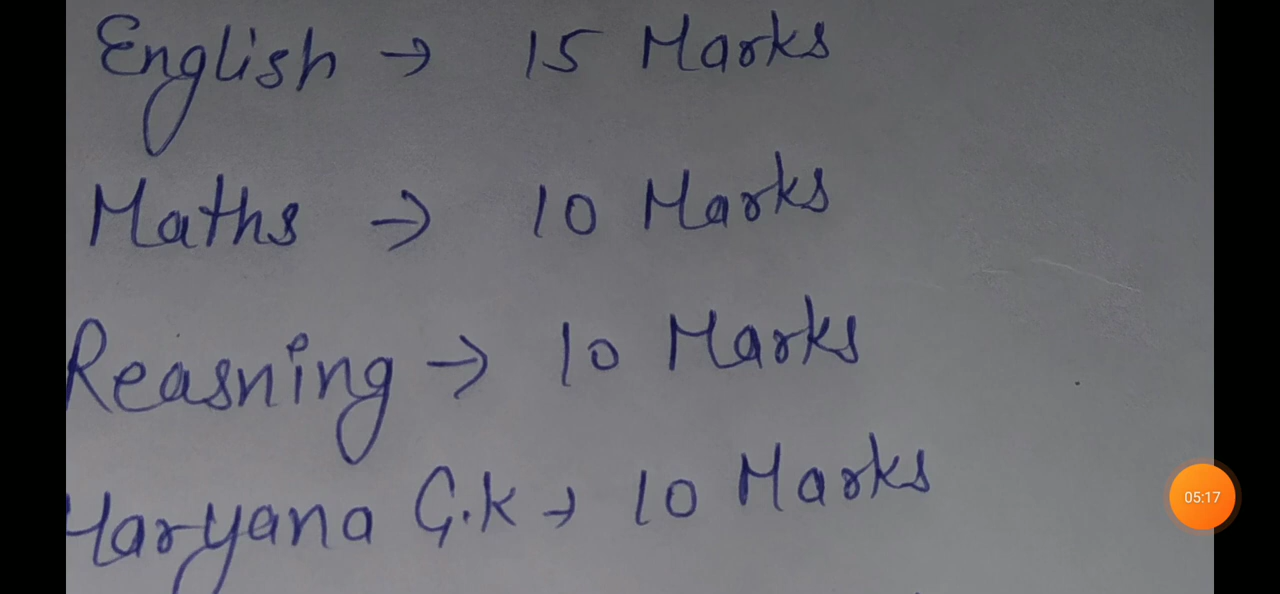 English → 15 Marks
Maths → 10 Marks
Reasning → 10 Marks
Haryana G.K → 10 Marks
05:17